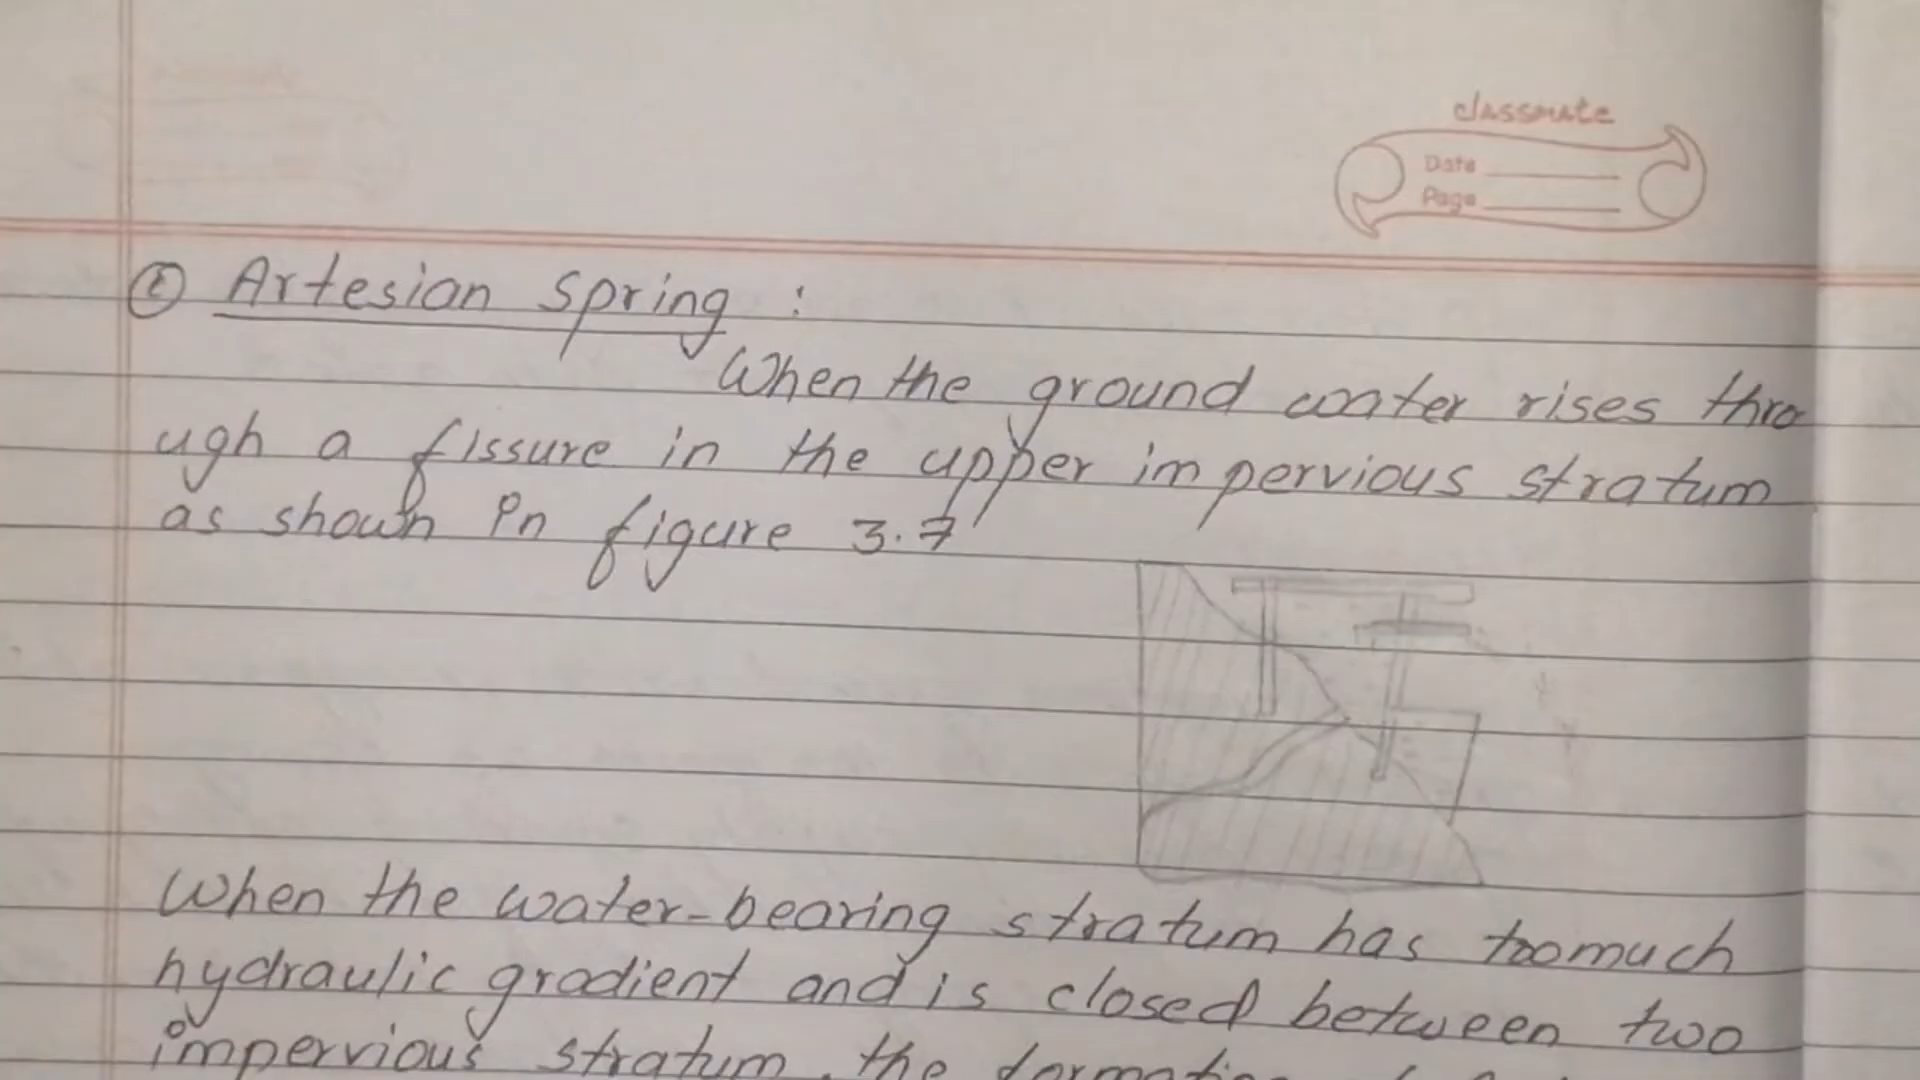 classmate
Date
Page
Artesian spring :
When the ground water rises thro
ugh a fissure in the upper impervious stratum
as shown in figure 3.7
When the water-bearing stratum has toomuch
hydraulic gradient and is closed between two
impervious stratum, the formation